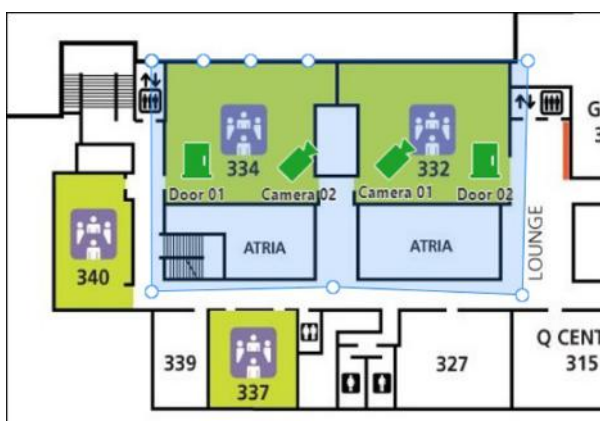 334
332
Door 01
Camera 02
Camera 01
Door 02
G
3
ATRIA
ATRIA
LOUNGE
340
339
337
327
Q CENT
315